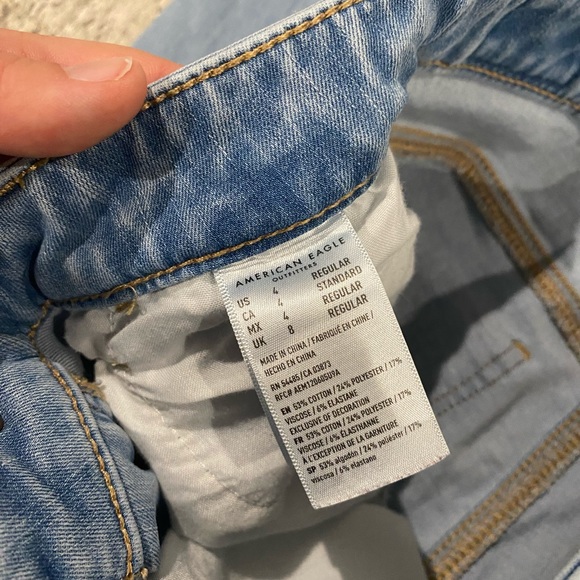 AMERICAN EAGLE
OUTFITTERS
US 4 REGULAR
CA 4 STANDARD
MX 4 REGULAR
UK 8 REGULAR
MADE IN CHINA / FABRIQUÉ EN CHINE /
HECHO EN CHINA
RN 54485 / CA 03873
RFC# AEM120605U9A
EN 53% COTTON / 24% POLYESTER / 17%
VISCOSE / 6% ELASTANE
EXCLUSIVE OF DECORATION
FR 53% COTON / 24% POLYESTER / 17%
VISCOSE / 6% ÉLASTHANNE
À L'EXCEPTION DE LA GARNITURE
SP 53% algodón / 24% poliéster / 17%
viscosa / 6% elastano